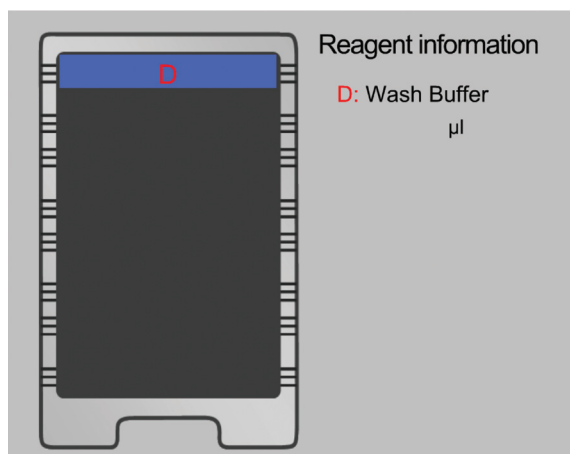 Reagent information
D
D: Wash Buffer
µl